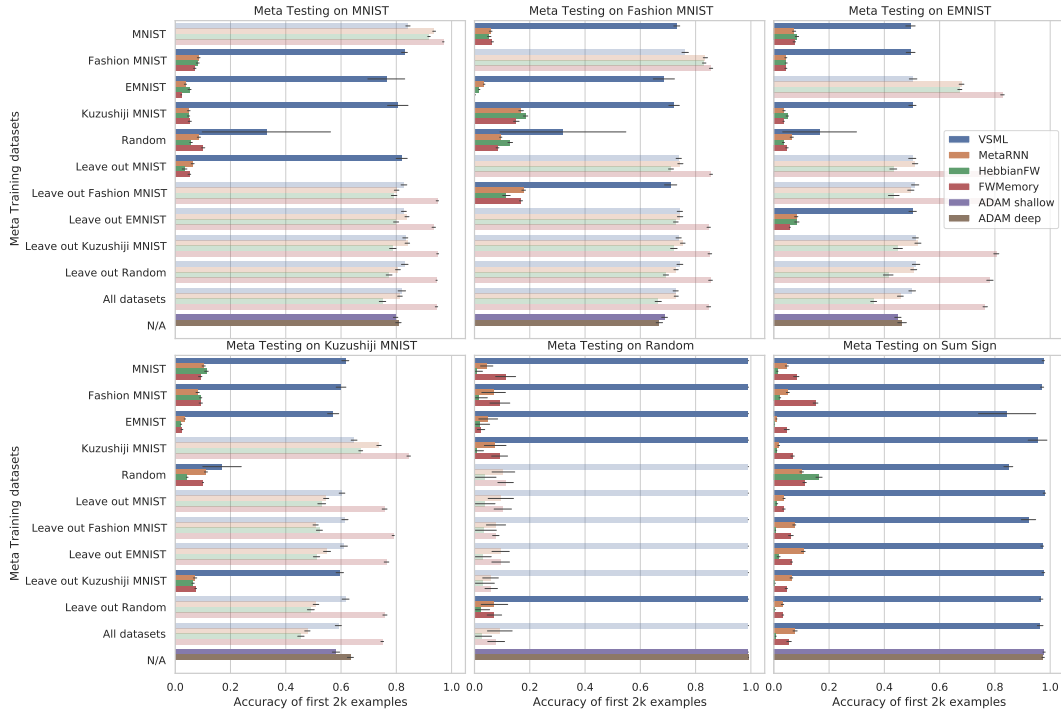 Meta Testing on MNIST
Meta Testing on Fashion MNIST
Meta Testing on EMNIST
Meta Training datasets
MNIST
Fashion MNIST
EMNIST
Kuzushiji MNIST
Random
Leave out MNIST
Leave out Fashion MNIST
Leave out EMNIST
Leave out Kuzushiji MNIST
Leave out Random
All datasets
N/A
VSML
MetaRNN
HebbianFW
FWMemory
ADAM shallow
ADAM deep
Meta Testing on Kuzushiji MNIST
Meta Testing on Random
Meta Testing on Sum Sign
Meta Training datasets
MNIST
Fashion MNIST
EMNIST
Kuzushiji MNIST
Random
Leave out MNIST
Leave out Fashion MNIST
Leave out EMNIST
Leave out Kuzushiji MNIST
Leave out Random
All datasets
N/A
0.0 0.2 0.4 0.6 0.8 1.0
0.0 0.2 0.4 0.6 0.8 1.0
0.0 0.2 0.4 0.6 0.8 1.0
Accuracy of first 2k examples
Accuracy of first 2k examples
Accuracy of first 2k examples